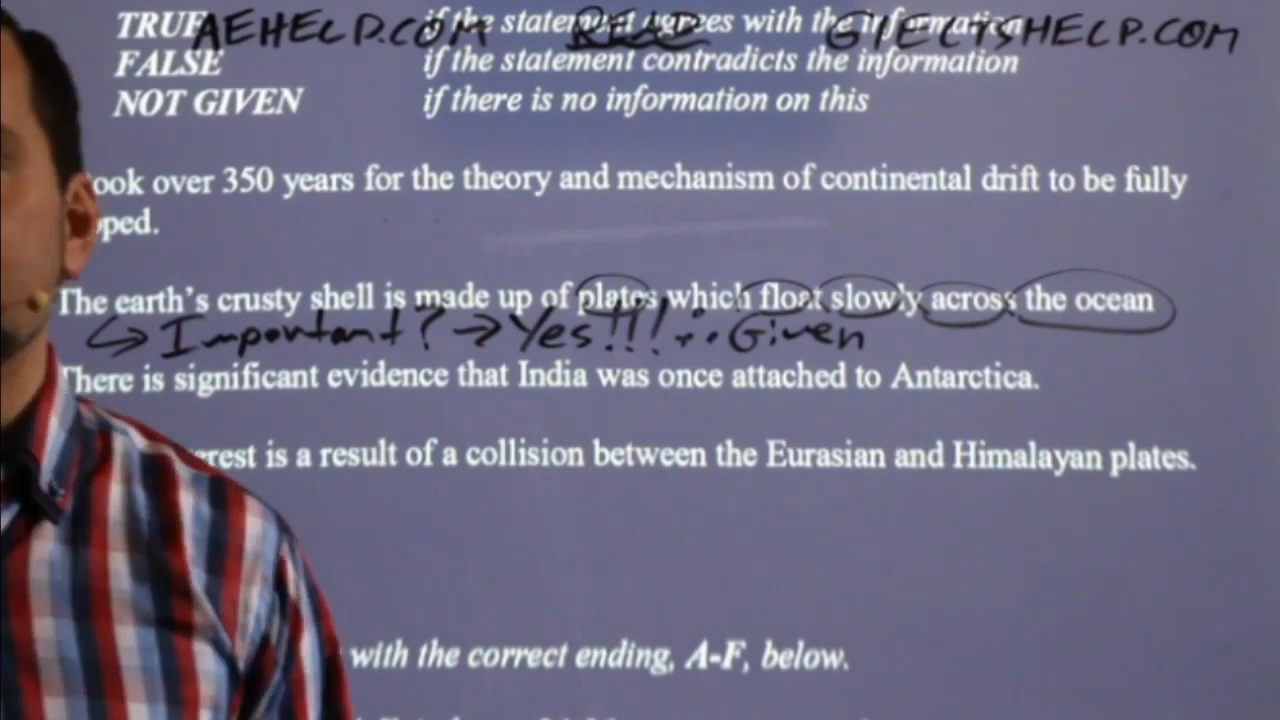 TRUE if the statement agrees with the information
AEHELP.COM READ GIELTSHELP.COM
FALSE if the statement contradicts the information
NOT GIVEN if there is no information on this
ook over 350 years for the theory and mechanism of continental drift to be fully
oped.
The earth's crusty shell is made up of plates which float slowly across the ocean
Important? → Yes!!! ∴ Given
There is significant evidence that India was once attached to Antarctica.
erest is a result of a collision between the Eurasian and Himalayan plates.
with the correct ending, A-F, below.